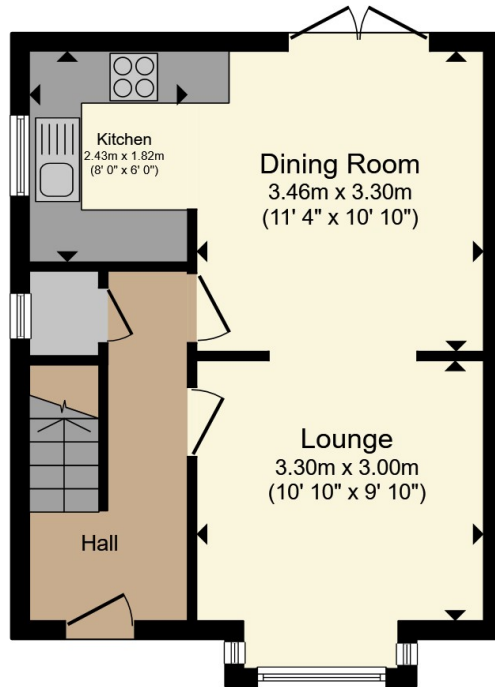 Kitchen
2.43m x 1.82m
(8' 0" x 6' 0")
Dining Room
3.46m x 3.30m
(11' 4" x 10' 10")
Lounge
3.30m x 3.00m
(10' 10" x 9' 10")
Hall